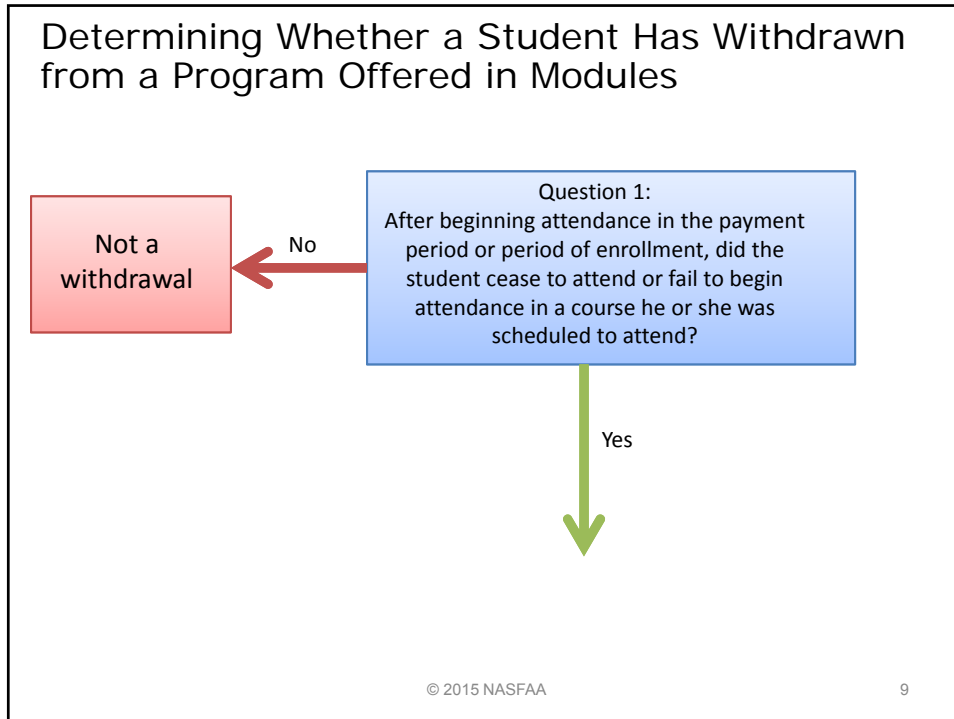 Determining Whether a Student Has Withdrawn
from a Program Offered in Modules
Question 1:
After beginning attendance in the payment
period or period of enrollment, did the
student cease to attend or fail to begin
attendance in a course he or she was
scheduled to attend?
No
Not a
withdrawal
Yes
© 2015 NASFAA
9